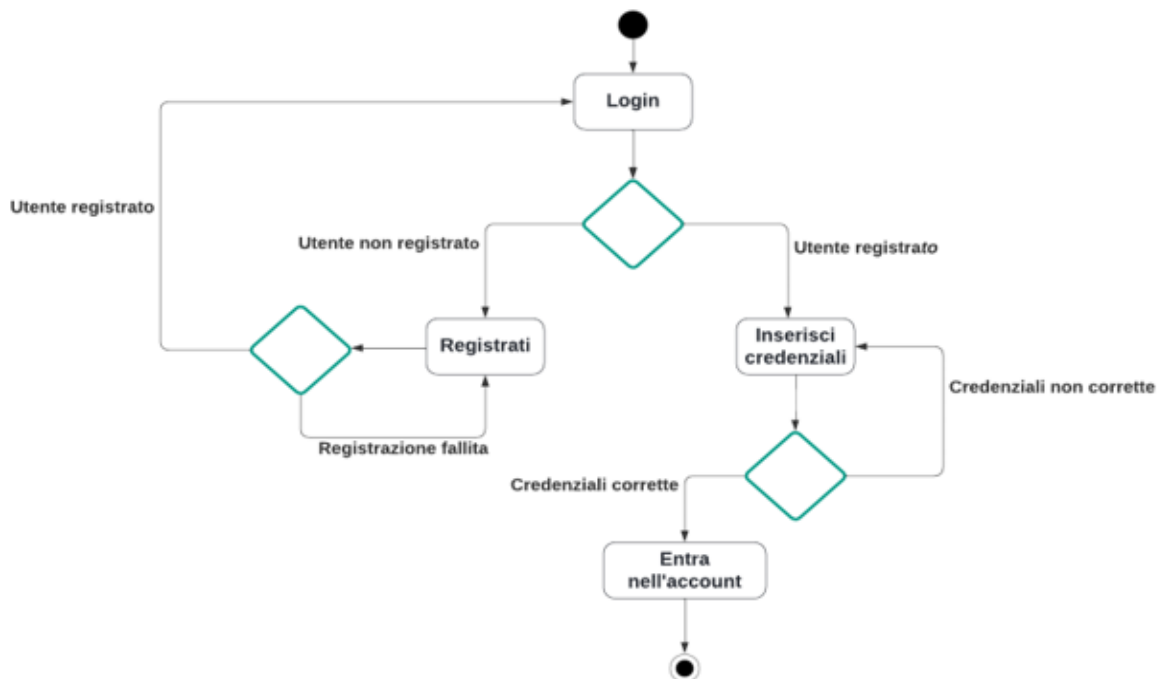 Login
Utente registrato
Utente non registrato
Utente registrato
Registrati
Inserisci
credenziali
Credenziali non corrette
Registrazione fallita
Credenziali corrette
Entra
nell'account